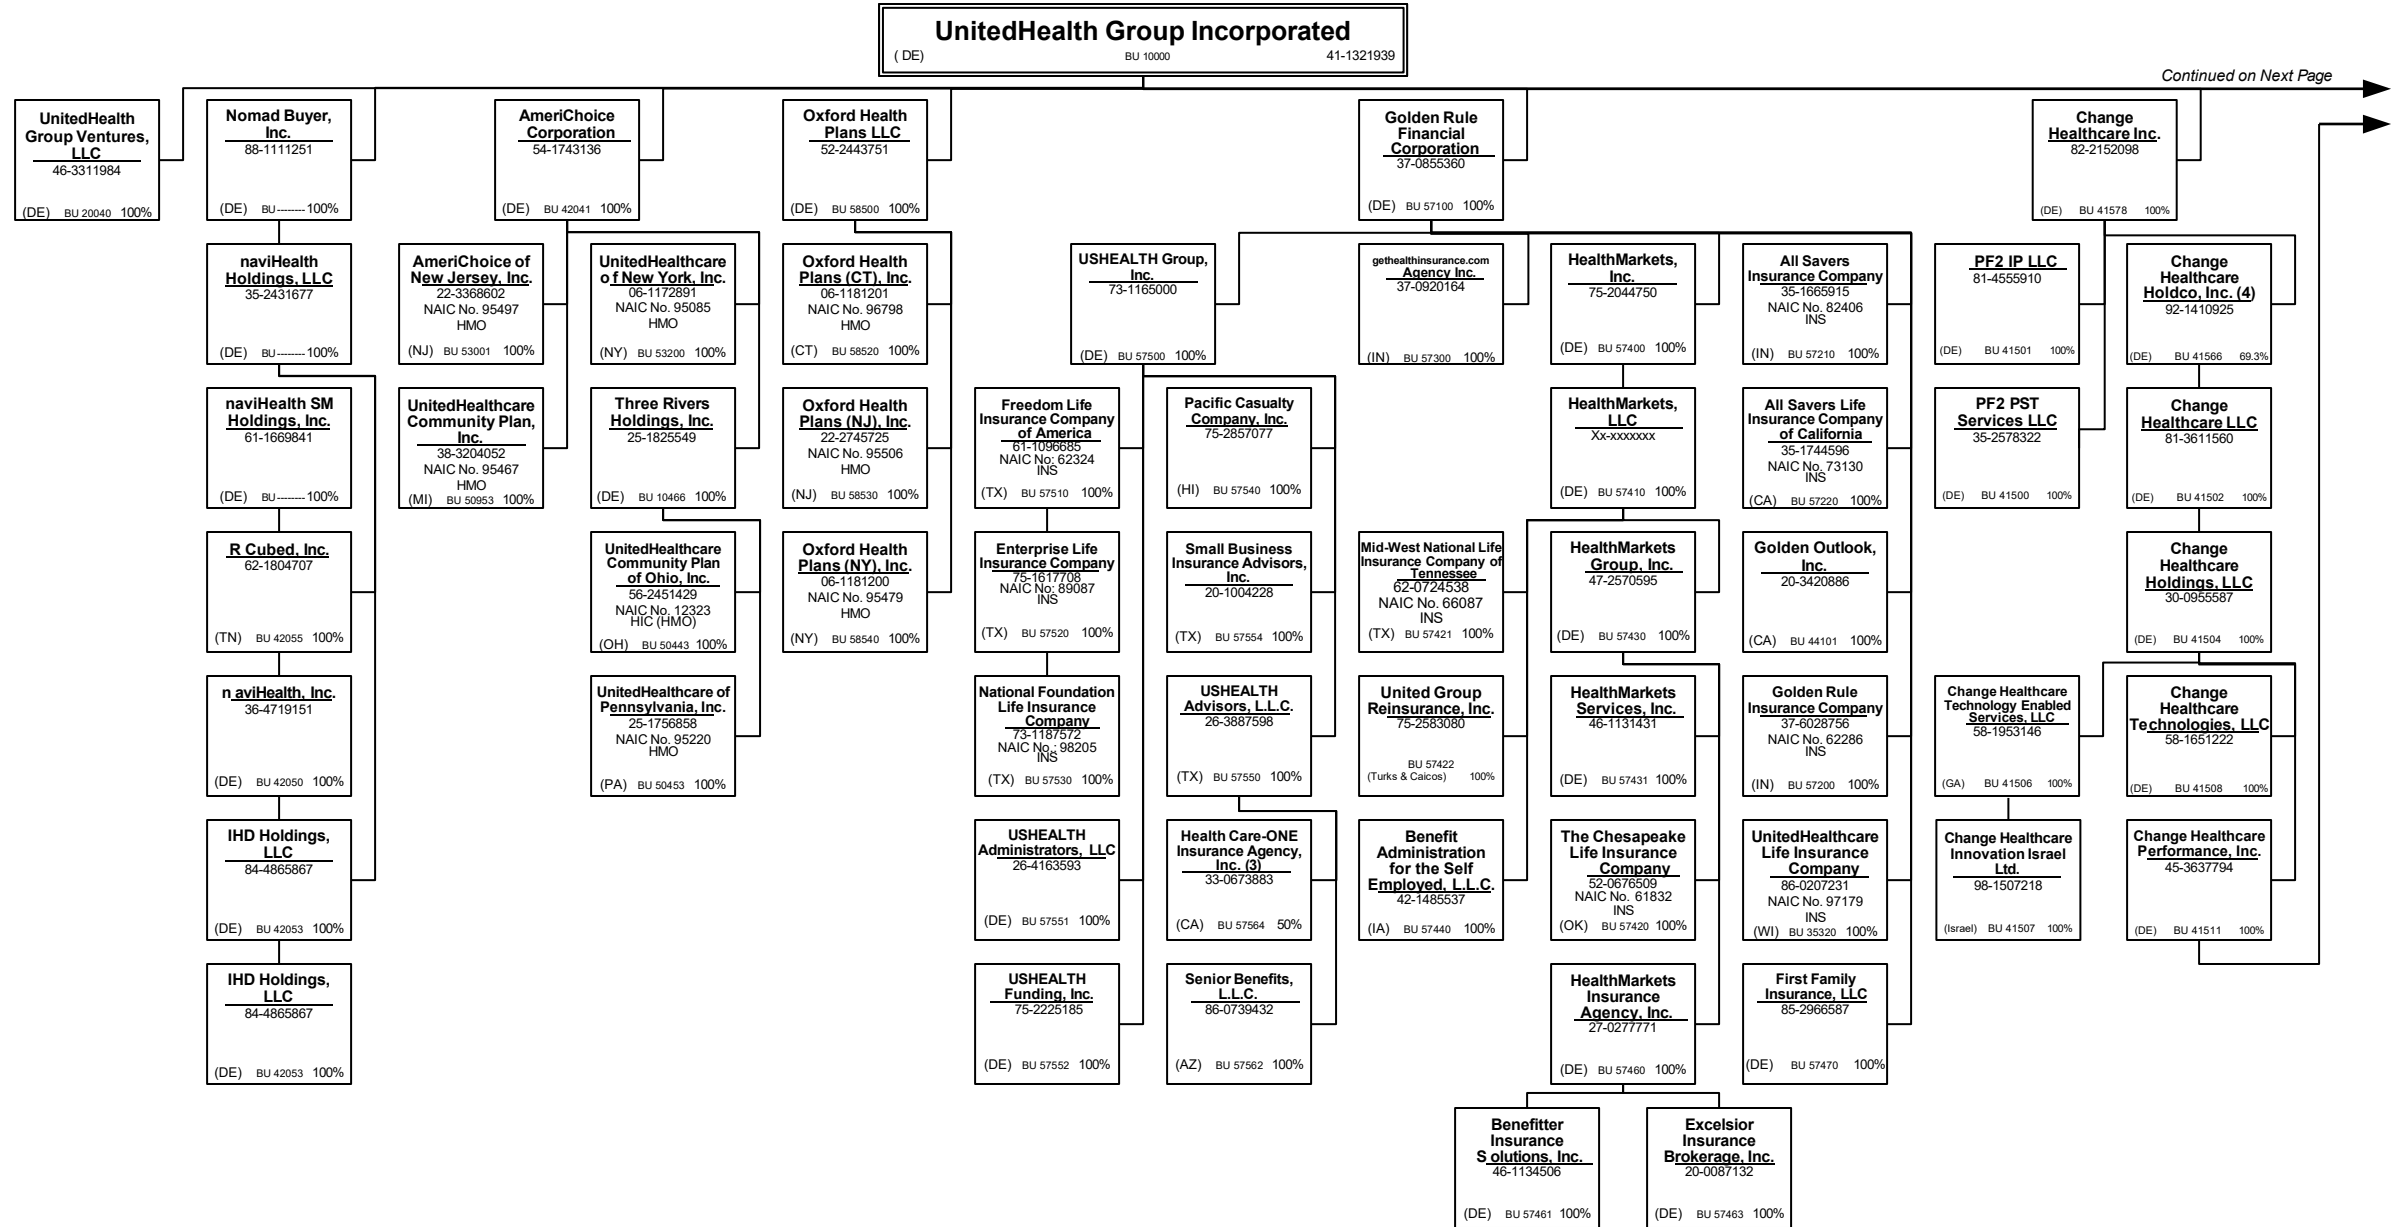 UnitedHealth Group Incorporated
( DE) BU 10000 41-1321939
Continued on Next Page
UnitedHealth
Group Ventures,
LLC
46-3311984
(DE) BU 20040 100%
Nomad Buyer,
Inc.
88-1111251
(DE) BU-------- 100%
AmeriChoice
Corporation
54-1743136
(DE) BU 42041 100%
Oxford Health
Plans LLC
52-2443751
(DE) BU 58500 100%
Golden Rule
Financial
Corporation
37-0855360
(DE) BU 57100 100%
Change
Healthcare Inc.
82-2152098
(DE) BU 41578 100%
naviHealth
Holdings, LLC
35-2431677
(DE) BU-------- 100%
AmeriChoice of
New Jersey, Inc.
22-3368602
NAIC No. 95497
HMO
(NJ) BU 53001 100%
UnitedHealthcare
of New York, Inc.
06-1172891
NAIC No. 95085
HMO
(NY) BU 53200 100%
Oxford Health
Plans (CT), Inc.
06-1181201
NAIC No. 96798
HMO
(CT) BU 58520 100%
USHEALTH Group,
Inc.
73-1165000
(DE) BU 57500 100%
gethealthinsurance.com
Agency Inc.
37-0920164
(IN) BU 57300 100%
HealthMarkets,
Inc.
75-2044750
(DE) BU 57400 100%
All Savers
Insurance Company
35-1665915
NAIC No. 82406
INS
(IN) BU 57210 100%
PF2 IP LLC
81-4555910
(DE) BU 41501 100%
Change
Healthcare
Holdco, Inc. (4)
92-1410925
(DE) BU 41566 69.3%
naviHealth SM
Holdings, Inc.
61-1669841
(DE) BU-------- 100%
UnitedHealthcare
Community Plan,
Inc.
38-3204052
NAIC No. 95467
HMO
(MI) BU 50953 100%
Three Rivers
Holdings, Inc.
25-1825549
(DE) BU 10466 100%
Oxford Health
Plans (NJ), Inc.
22-2745725
NAIC No. 95506
HMO
(NJ) BU 58530 100%
Freedom Life
Insurance Company
of America
61-1096685
NAIC No: 62324
INS
(TX) BU 57510 100%
Pacific Casualty
Company, Inc.
75-2857077
(HI) BU 57540 100%
HealthMarkets,
LLC
Xx-xxxxxxx
(DE) BU 57410 100%
All Savers Life
Insurance Company
of California
35-1744596
NAIC No. 73130
INS
(CA) BU 57220 100%
PF2 PST
Services LLC
35-2578322
(DE) BU 41500 100%
Change
Healthcare LLC
81-3611560
(DE) BU 41502 100%
R Cubed, Inc.
62-1804707
(TN) BU 42055 100%
UnitedHealthcare
Community Plan
of Ohio, Inc.
56-2451429
NAIC No. 12323
HIC (HMO)
(OH) BU 50443 100%
Oxford Health
Plans (NY), Inc.
06-1181200
NAIC No. 95479
HMO
(NY) BU 58540 100%
Enterprise Life
Insurance Company
75-1617708
NAIC No: 89087
INS
(TX) BU 57520 100%
Small Business
Insurance Advisors,
Inc.
20-1004228
(TX) BU 57554 100%
Mid-West National Life
Insurance Company of
Tennessee
62-0724538
NAIC No. 66087
INS
(TX) BU 57421 100%
HealthMarkets
Group, Inc.
47-2570595
(DE) BU 57430 100%
Golden Outlook,
Inc.
20-3420886
(CA) BU 44101 100%
Change
Healthcare
Holdings, LLC
30-0955587
(DE) BU 41504 100%
n aviHealth, Inc.
36-4719151
(DE) BU 42050 100%
UnitedHealthcare of
Pennsylvania, Inc.
25-1756858
NAIC No. 95220
HMO
(PA) BU 50453 100%
National Foundation
Life Insurance
Company
73-1187572
NAIC No.: 98205
INS
(TX) BU 57530 100%
USHEALTH
Advisors, L.L.C.
26-3887598
(TX) BU 57550 100%
United Group
Reinsurance, Inc.
75-2583080
BU 57422
(Turks & Caicos) 100%
HealthMarkets
Services, Inc.
46-1131431
(DE) BU 57431 100%
Golden Rule
Insurance Company
37-6028756
NAIC No. 62286
INS
(IN) BU 57200 100%
Change Healthcare
Technology Enabled
Services, LLC
58-1953146
(GA) BU 41506 100%
Change
Healthcare
Technologies, LLC
58-1651222
(DE) BU 41508 100%
IHD Holdings,
LLC
84-4865867
(DE) BU 42053 100%
USHEALTH
Administrators, LLC
26-4163593
(DE) BU 57551 100%
Health Care-ONE
Insurance Agency,
Inc. (3)
33-0673883
(CA) BU 57564 50%
Benefit
Administration
for the Self
Employed, L.L.C.
42-1485537
(IA) BU 57440 100%
The Chesapeake
Life Insurance
Company
52-0676509
NAIC No. 61832
INS
(OK) BU 57420 100%
UnitedHealthcare
Life Insurance
Company
86-0207231
NAIC No. 97179
INS
(WI) BU 35320 100%
Change Healthcare
Innovation Israel
Ltd.
98-1507218
(Israel) BU 41507 100%
Change Healthcare
Performance, Inc.
45-3637794
(DE) BU 41511 100%
IHD Holdings,
LLC
84-4865867
(DE) BU 42053 100%
USHEALTH
Funding, Inc.
75-2225185
(DE) BU 57552 100%
Senior Benefits,
L.L.C.
86-0739432
(AZ) BU 57562 100%
HealthMarkets
Insurance
Agency, Inc.
27-0277771
(DE) BU 57460 100%
First Family
Insurance, LLC
85-2966587
(DE) BU 57470 100%
Benefitter
Insurance
S olutions, Inc.
46-1134506
(DE) BU 57461 100%
Excelsior
Insurance
Brokerage, Inc.
20-0087132
(DE) BU 57463 100%